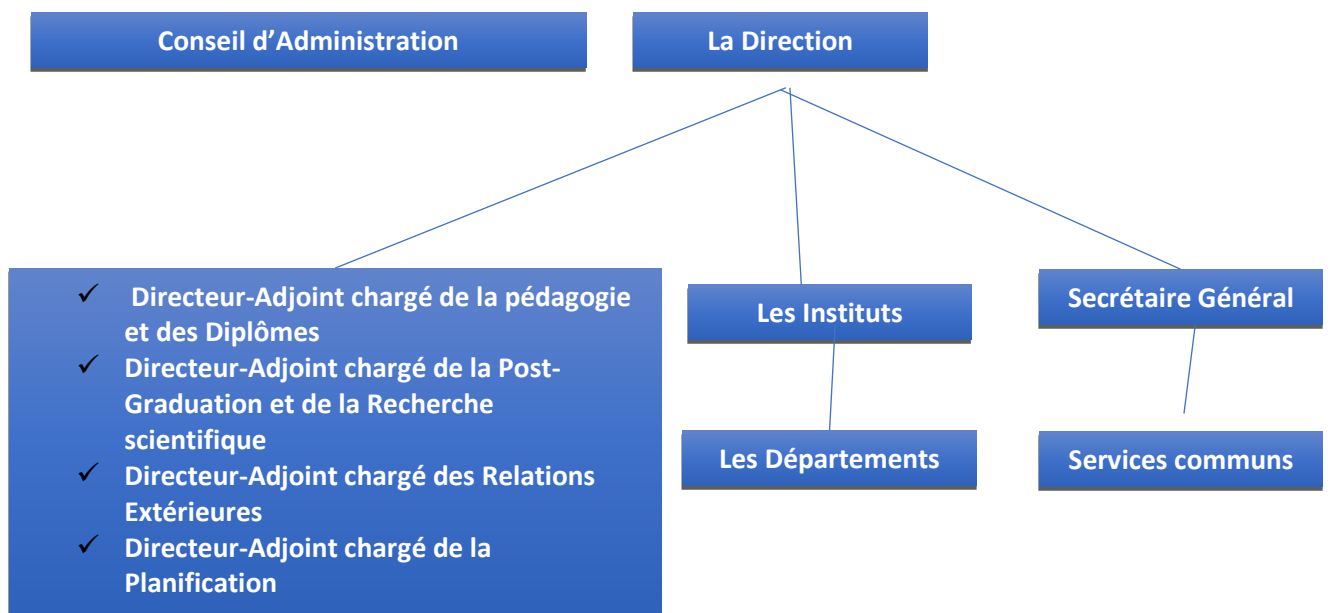 Conseil d’Administration
La Direction
✓ Directeur-Adjoint chargé de la pédagogie
et des Diplômes
✓ Directeur-Adjoint chargé de la Post-
Graduation et de la Recherche
scientifique
✓ Directeur-Adjoint chargé des Relations
Extérieures
✓ Directeur-Adjoint chargé de la
Planification
Les Instituts
Les Départements
Secrétaire Général
Services communs